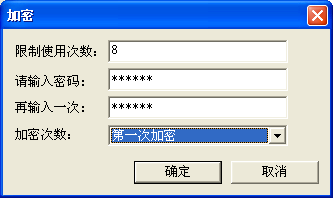 加密
限制使用次数： 8
请输入密码： ******
再输入一次： ******
加密次数： 第一次加密
确定 取消